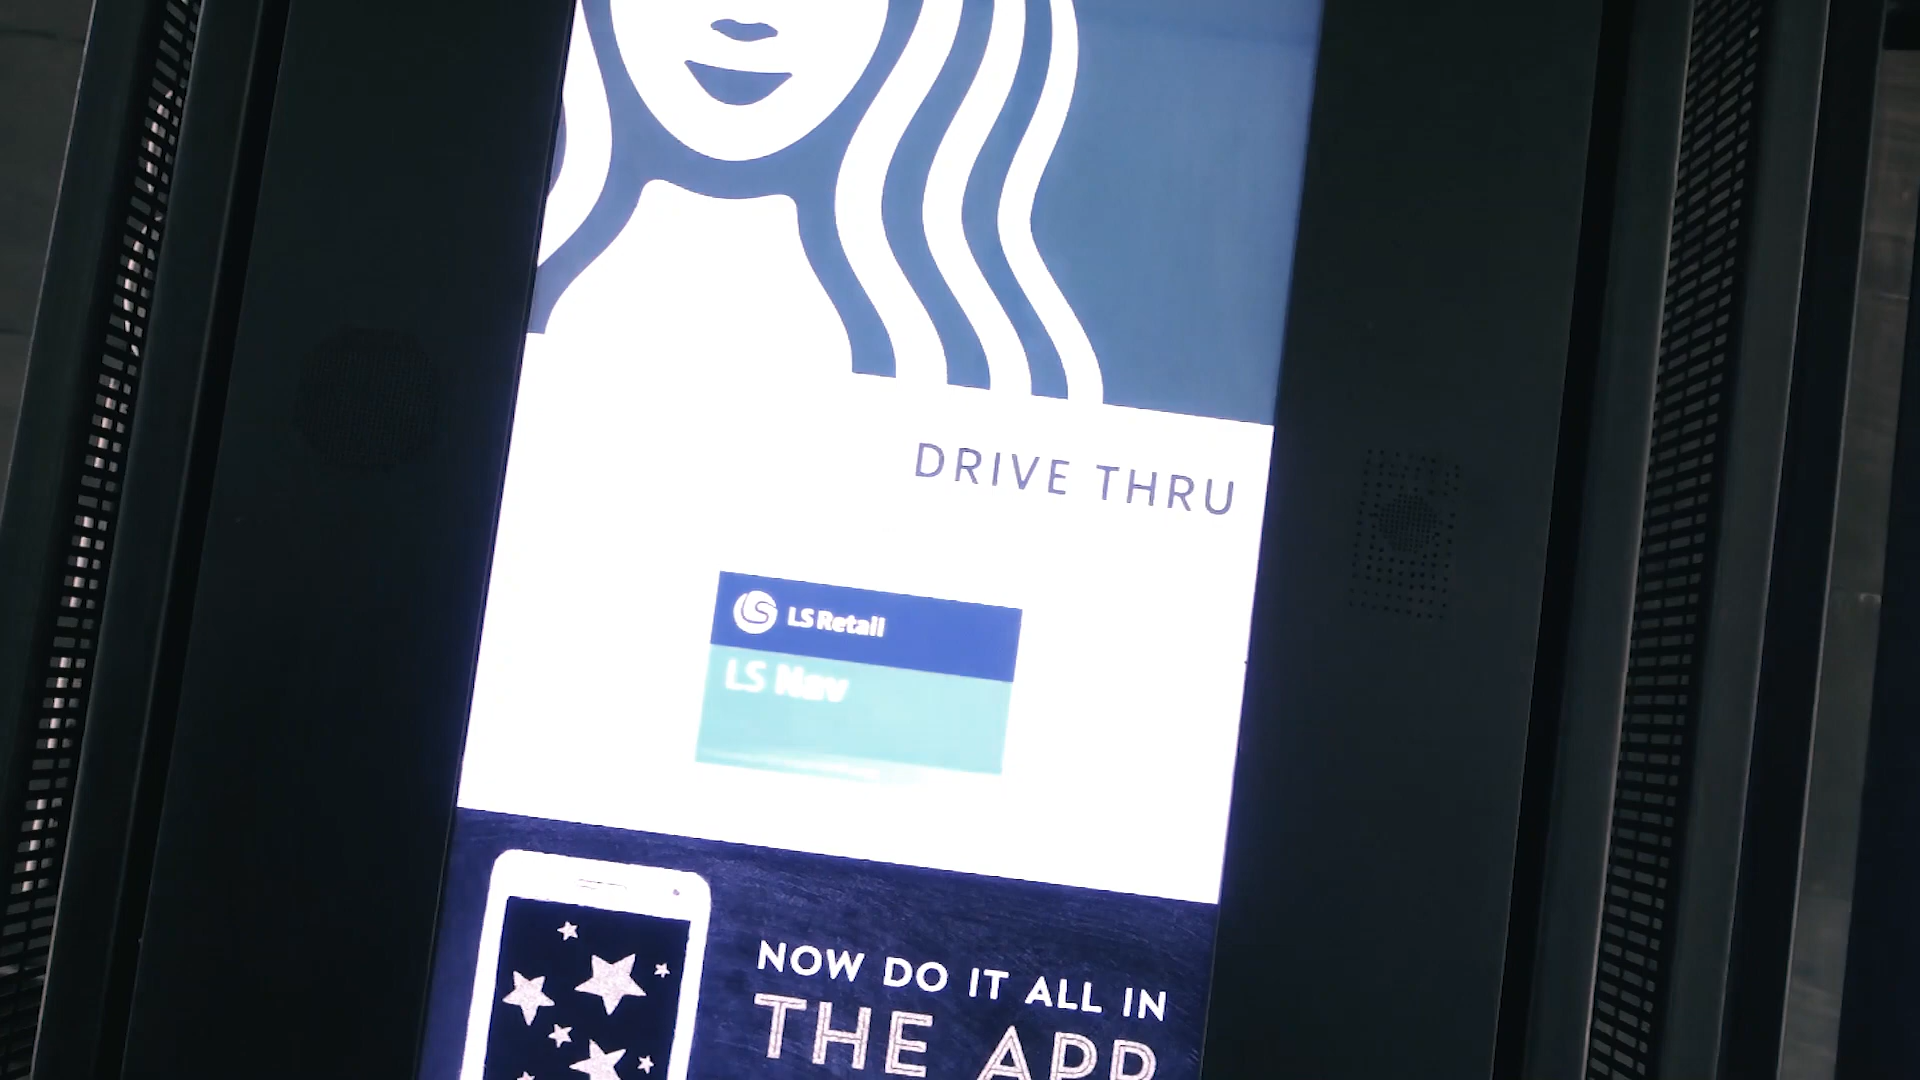 DRIVE THRU
LS Retail
LS Nav
NOW DO IT ALL IN
THE APP